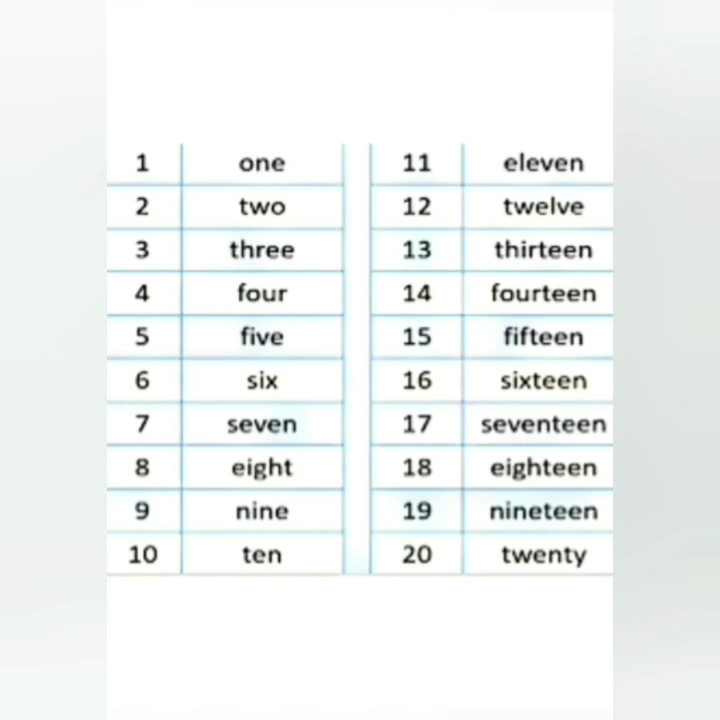 1 one 11 eleven
2 two 12 twelve
3 three 13 thirteen
4 four 14 fourteen
5 five 15 fifteen
6 six 16 sixteen
7 seven 17 seventeen
8 eight 18 eighteen
9 nine 19 nineteen
10 ten 20 twenty